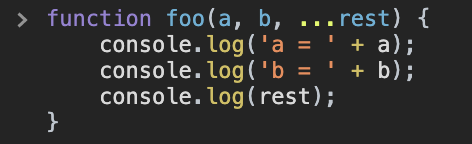 > function foo(a, b, ...rest) {
    console.log('a = ' + a);
    console.log('b = ' + b);
    console.log(rest);
}